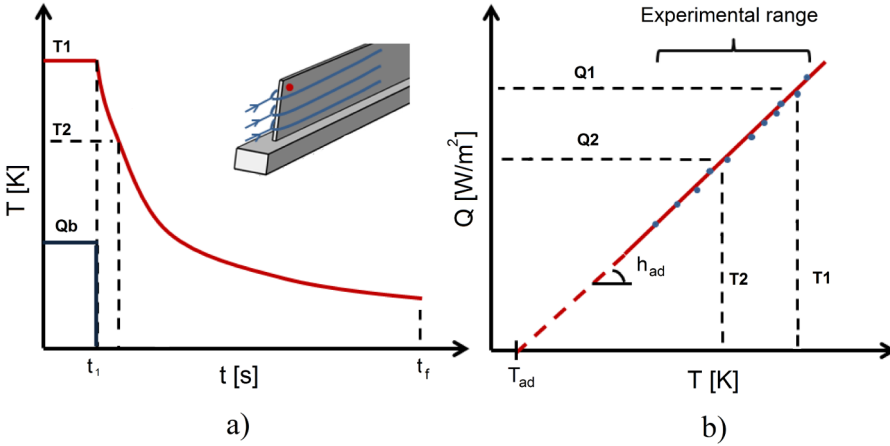 T1
T2
Qb
T [K]
t₁
t [s]
t_f
a)
Experimental range
Q1
Q2
Q [W/m²]
h_ad
T2
T1
T_ad
T [K]
b)